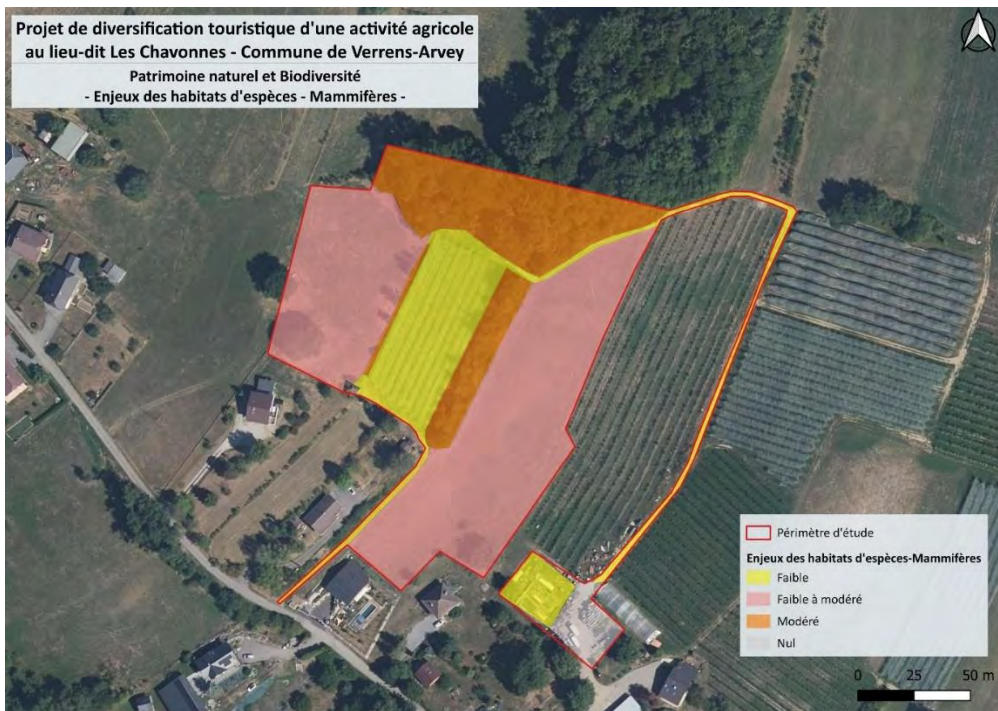 Projet de diversification touristique d'une activité agricole
au lieu-dit Les Chavonnes - Commune de Verrens-Arvey
Patrimoine naturel et Biodiversité
- Enjeux des habitats d'espèces - Mammifères -
Périmètre d'étude
Enjeux des habitats d'espèces-Mammifères
Faible
Faible à modéré
Modéré
Nul
0 25 50 m